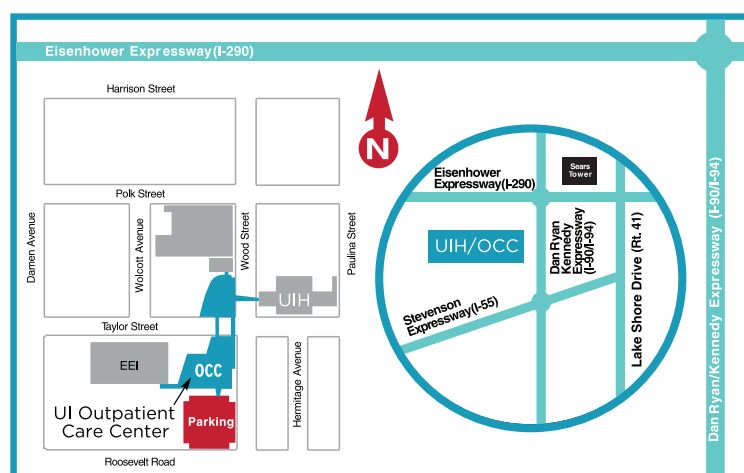 Eisenhower Expressway(I-290)
Harrison Street
N
Polk Street
Damen Avenue
Wolcott Avenue
Wood Street
Paulina Street
UIH
Taylor Street
EEI
OCC
UI Outpatient
Care Center
Parking
Hermitage Avenue
Roosevelt Road
Eisenhower
Expressway(I-290)
Sears
Tower
UIH/OCC
Dan Ryan
Kennedy
Expressway
(I-90/I-94)
Lake Shore Drive (Rt. 41)
Stevenson
Expressway(I-55)
Dan Ryan/Kennedy Expressway (I-90/I-94)